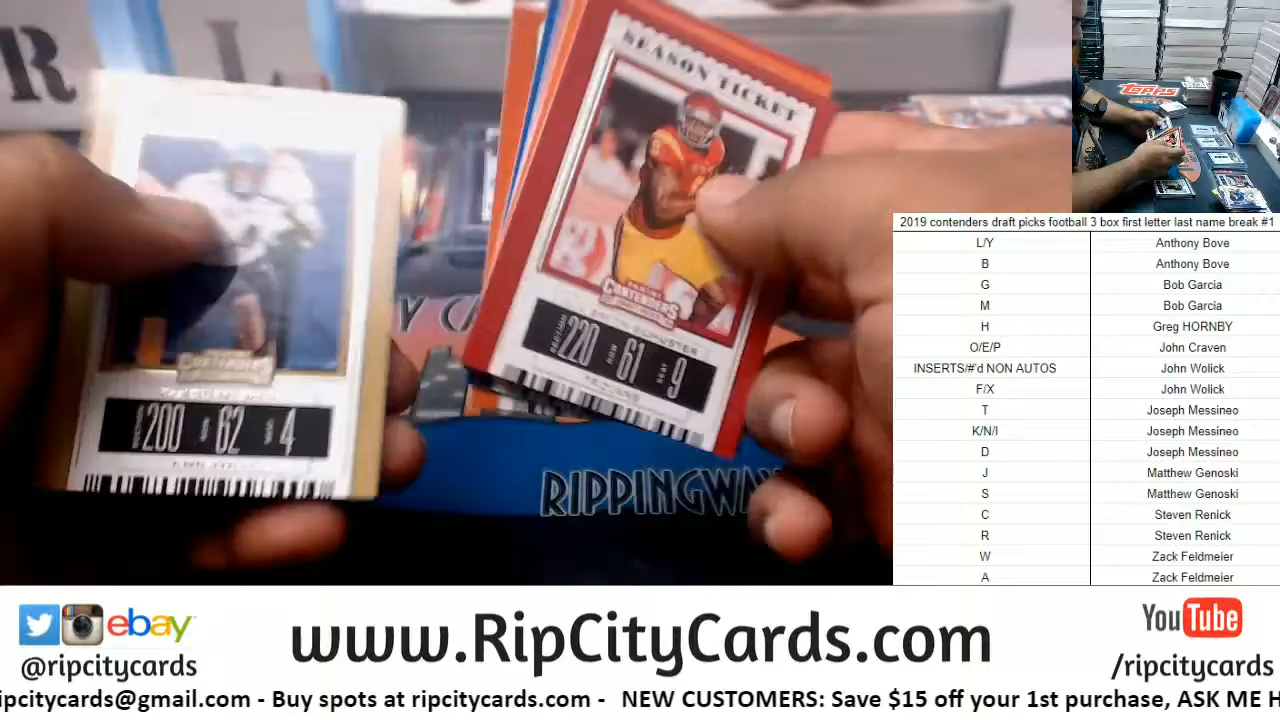 R
SEASON TICKET
CONTENDERS
SECTION 220 ROW 61 SEAT 9
200 62 4
RIPPINGWA
Topps
2019 contenders draft picks football 3 box first letter last name break #1
L/Y Anthony Bove
B Anthony Bove
G Bob Garcia
M Bob Garcia
H Greg HORNBY
O/E/P John Craven
INSERTS/#'d NON AUTOS John Wolick
F/X John Wolick
T Joseph Messineo
K/N/I Joseph Messineo
D Joseph Messineo
J Matthew Genoski
S Matthew Genoski
C Steven Renick
R Steven Renick
W Zack Feldmeier
A Zack Feldmeier
ebay
@ripcitycards
www.RipCityCards.com
YouTube
/ripcitycards
ipcitycards@gmail.com - Buy spots at ripcitycards.com - NEW CUSTOMERS: Save $15 off your 1st purchase, ASK ME H